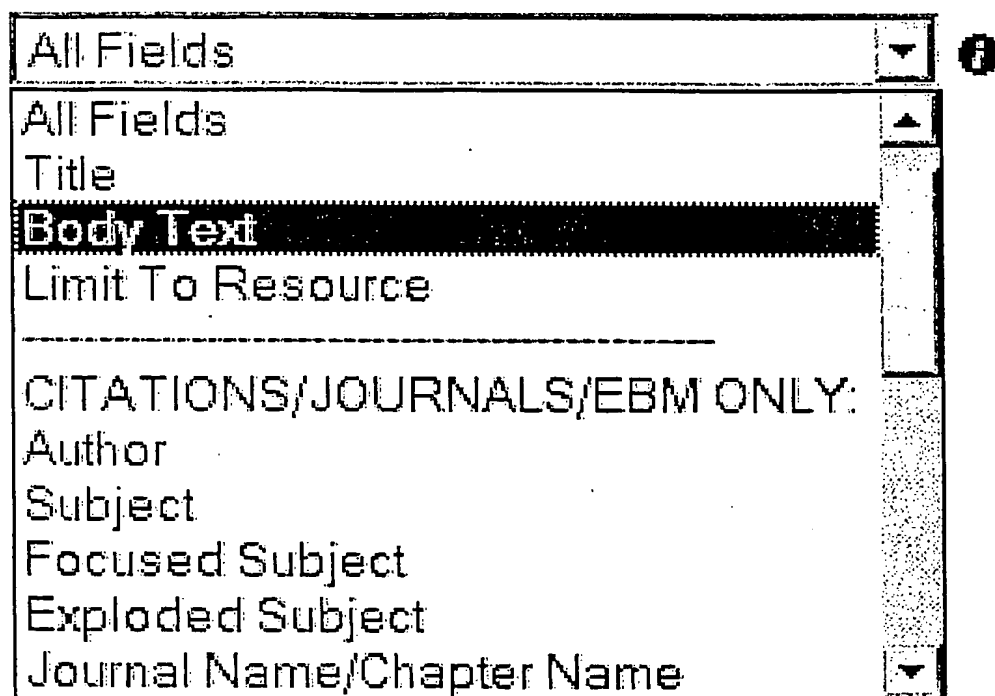 All Fields
All Fields
Title
Body Text
Limit To Resource
--------------------------------------------------
CITATIONS/JOURNALS/EBM ONLY:
Author
Subject
Focused Subject
Exploded Subject
Journal Name/Chapter Name